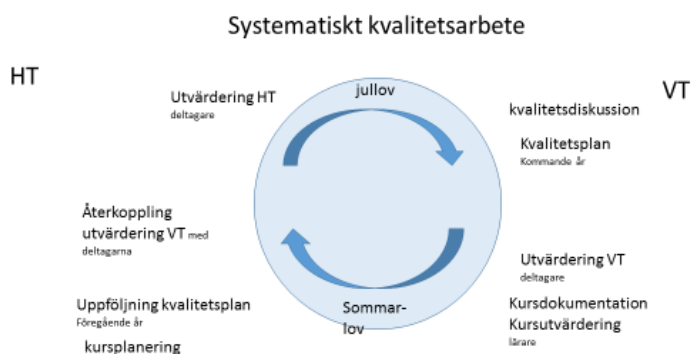 Systematiskt kvalitetsarbete
HT
VT
jullov
Utvärdering HT
deltagare
kvalitetsdiskussion
Kvalitetsplan
Kommande år
Återkoppling
utvärdering VT med
deltagarna
Utvärdering VT
deltagare
Uppföljning kvalitetsplan
Föregående år
kursplanering
Sommar-
lov
Kursdokumentation
Kursutvärdering
lärare